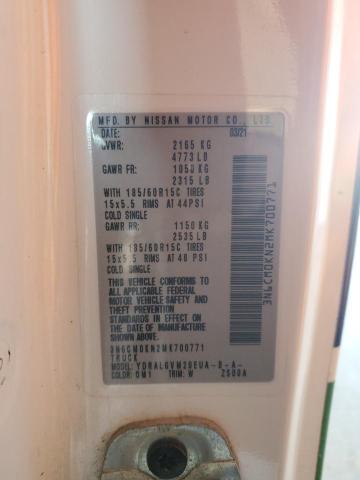 MFD. BY NISSAN MOTOR CO., LTD.
DATE: 03/21
GVWR: 2165 KG
4773 LB
GAWR FR: 1050 KG
2315 LB
WITH 185/60R15C TIRES,
15x5.5 RIMS AT 44PSI
COLD SINGLE
GAWR RR: 1150 KG
2535 LB
WITH 185/60R15C TIRES,
15x5.5 RIMS AT 48 PSI
COLD SINGLE
THIS VEHICLE CONFORMS TO
ALL APPLICABLE FEDERAL
MOTOR VEHICLE SAFETY AND
THEFT PREVENTION
STANDARDS IN EFFECT ON
THE DATE OF MANUFACTURE
SHOWN ABOVE.
3N6CM0KN2MK700771
TRUCK
MODEL: YDRALGVM20EUA-B-A-
COLOR: QM1 TRIM: W Z500A
3N6CM0KN2MK700771